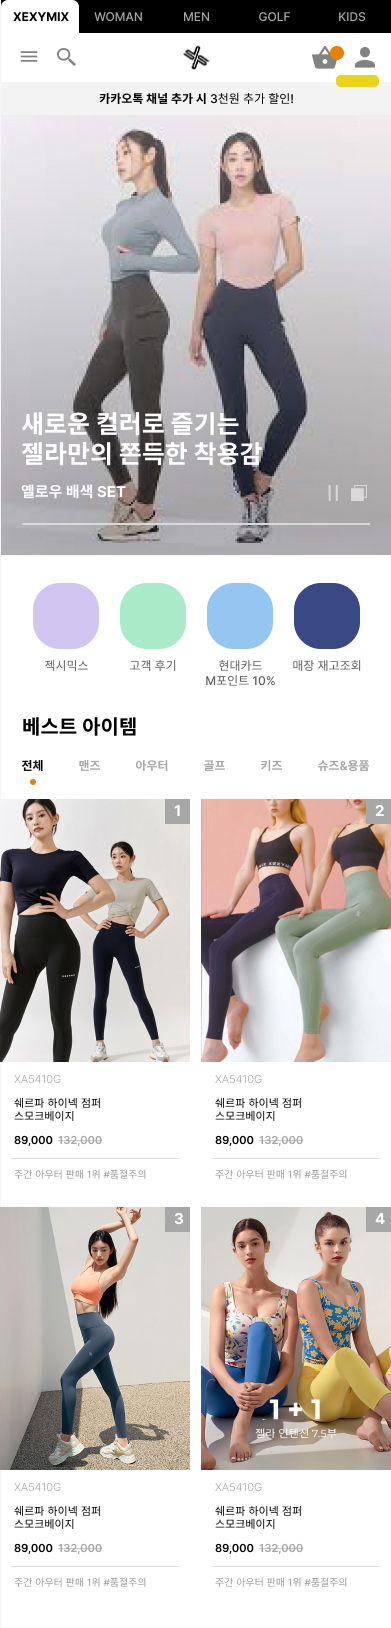 XEXYMIX WOMAN MEN GOLF KIDS
카카오톡 채널 추가 시 3천원 추가 할인!
새로운 컬러로 즐기는
젤라만의 쫀득한 착용감
옐로우 배색 SET
젝시믹스 고객 후기 현대카드 매장 재고조회
M포인트 10%
베스트 아이템
전체 맨즈 아우터 골프 키즈 슈즈&용품
1 2
XA5410G XA5410G
쉐르파 하이넥 점퍼 쉐르파 하이넥 점퍼
스모크베이지 스모크베이지
89,000 132,000 89,000 132,000
주간 아우터 판매 1위 #품절주의 주간 아우터 판매 1위 #품절주의
3 4
1 + 1
젤라 인텐션 7.5부
XA5410G XA5410G
쉐르파 하이넥 점퍼 쉐르파 하이넥 점퍼
스모크베이지 스모크베이지
89,000 132,000 89,000 132,000
주간 아우터 판매 1위 #품절주의 주간 아우터 판매 1위 #품절주의